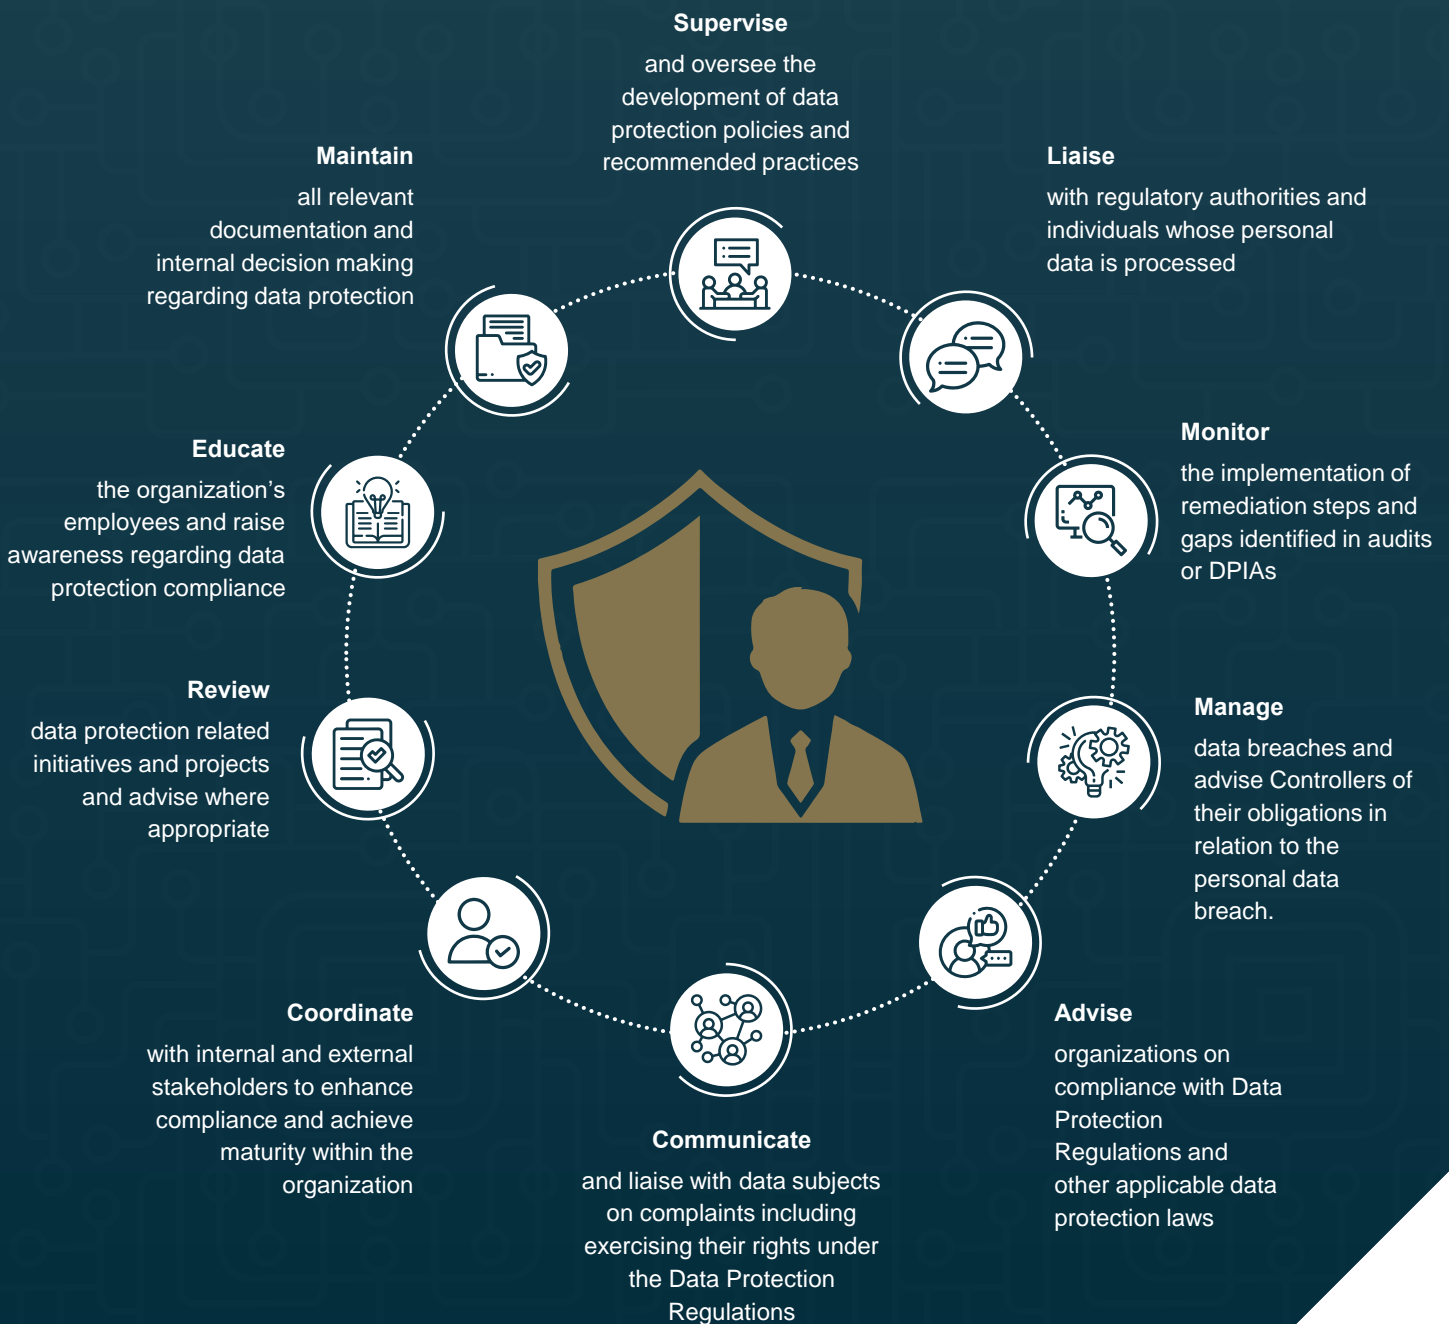 Supervise
and oversee the
development of data
protection policies and
recommended practices
Liaise
with regulatory authorities and
individuals whose personal
data is processed
Monitor
the implementation of
remediation steps and
gaps identified in audits
or DPIAs
Manage
data breaches and
advise Controllers of
their obligations in
relation to the
personal data
breach.
Advise
organizations on
compliance with Data
Protection
Regulations and
other applicable data
protection laws
Communicate
and liaise with data subjects
on complaints including
exercising their rights under
the Data Protection
Regulations
Coordinate
with internal and external
stakeholders to enhance
compliance and achieve
maturity within the
organization
Review
data protection related
initiatives and projects
and advise where
appropriate
Educate
the organization’s
employees and raise
awareness regarding data
protection compliance
Maintain
all relevant
documentation and
internal decision making
regarding data protection